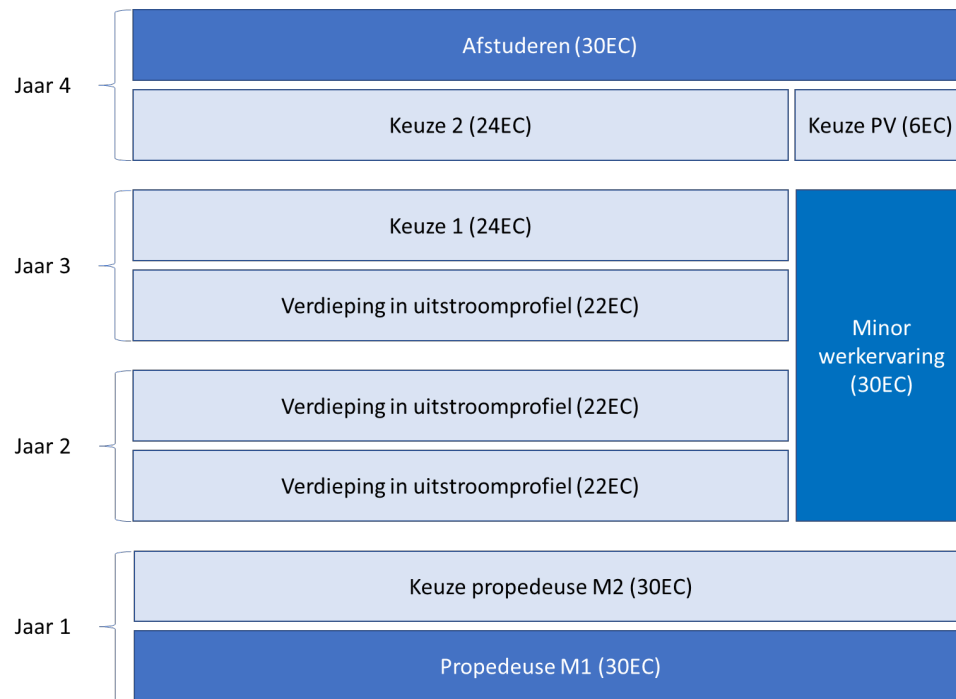 Jaar 4
Afstuderen (30EC)
Keuze 2 (24EC)
Keuze PV (6EC)
Jaar 3
Keuze 1 (24EC)
Verdieping in uitstroomprofiel (22EC)
Minor
werkervaring
(30EC)
Jaar 2
Verdieping in uitstroomprofiel (22EC)
Verdieping in uitstroomprofiel (22EC)
Jaar 1
Keuze propedeuse M2 (30EC)
Propedeuse M1 (30EC)